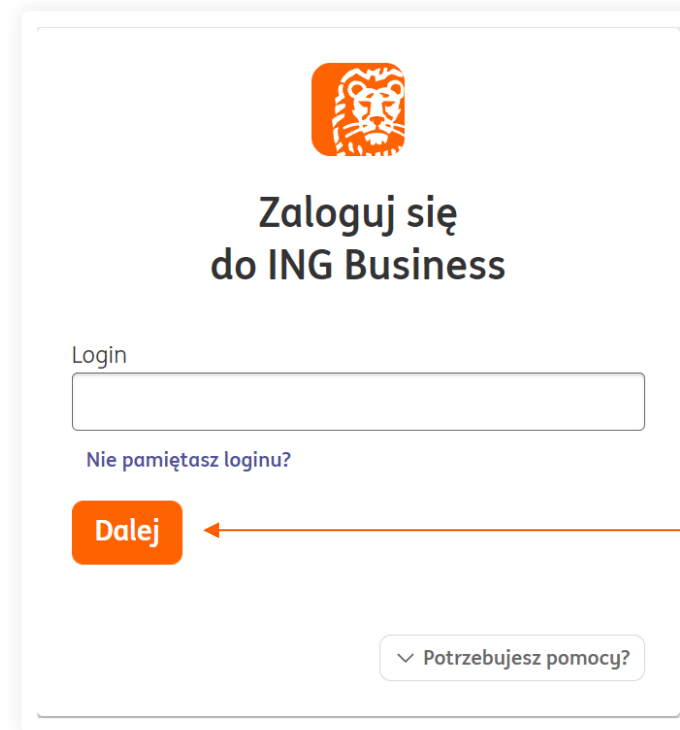 Zaloguj się
do ING Business
Login
Nie pamiętasz loginu?
Dalej
Potrzebujesz pomocy?